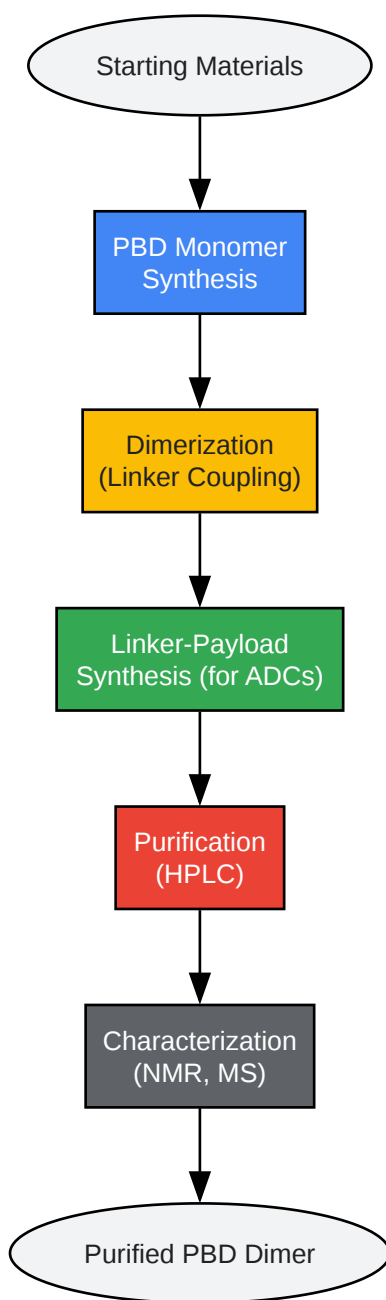 Starting Materials
PBD Monomer
Synthesis
Dimerization
(Linker Coupling)
Linker-Payload
Synthesis (for ADCs)
Purification
(HPLC)
Characterization
(NMR, MS)
Purified PBD Dimer